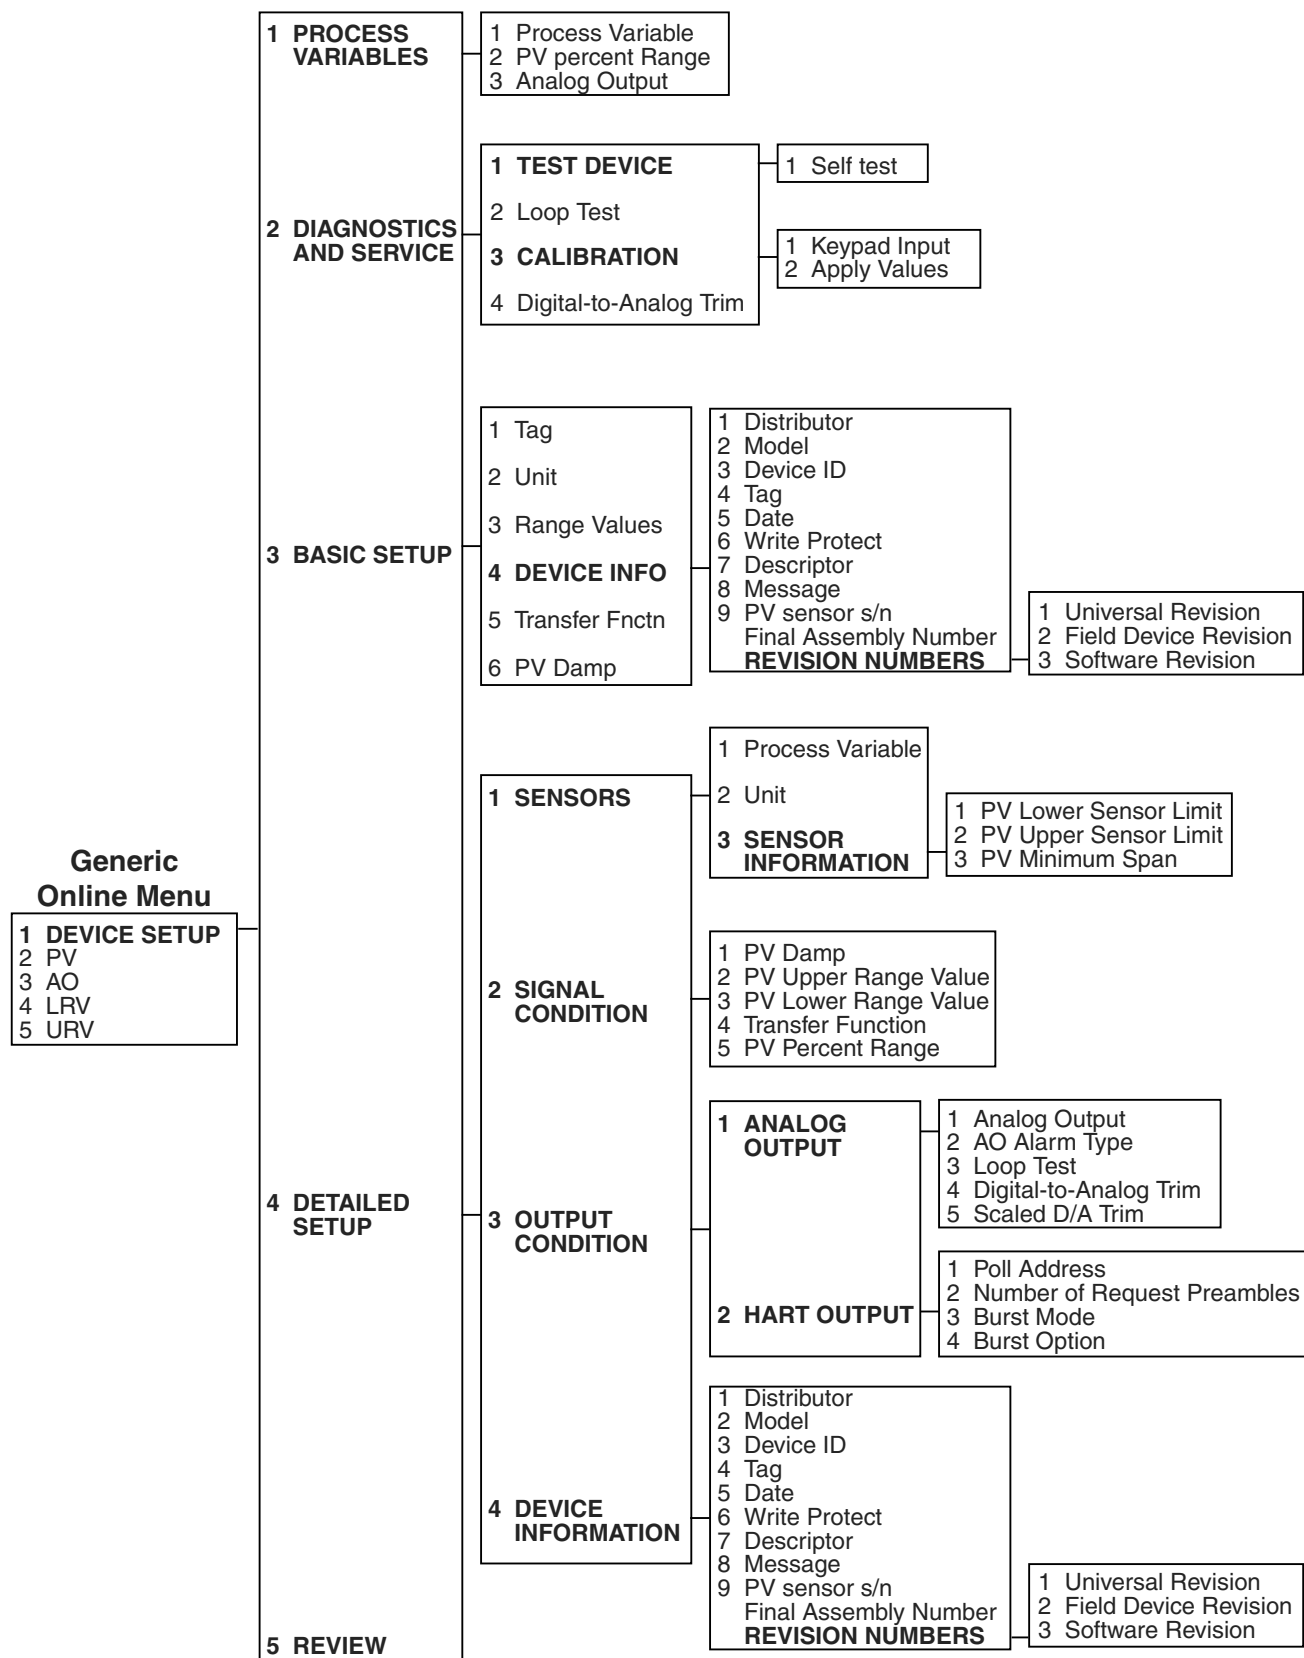 Generic
Online Menu
1 DEVICE SETUP
2 PV
3 AO
4 LRV
5 URV
1 PROCESS
VARIABLES
2 DIAGNOSTICS
AND SERVICE
3 BASIC SETUP
4 DETAILED
SETUP
5 REVIEW
1 Process Variable
2 PV percent Range
3 Analog Output
1 TEST DEVICE
2 Loop Test
3 CALIBRATION
4 Digital-to-Analog Trim
1 Self test
1 Keypad Input
2 Apply Values
1 Tag
2 Unit
3 Range Values
4 DEVICE INFO
5 Transfer Fnctn
6 PV Damp
1 Distributor
2 Model
3 Device ID
4 Tag
5 Date
6 Write Protect
7 Descriptor
8 Message
9 PV sensor s/n
Final Assembly Number
REVISION NUMBERS
1 Universal Revision
2 Field Device Revision
3 Software Revision
1 SENSORS
2 SIGNAL
CONDITION
3 OUTPUT
CONDITION
4 DEVICE
INFORMATION
1 Process Variable
2 Unit
3 SENSOR
INFORMATION
1 PV Lower Sensor Limit
2 PV Upper Sensor Limit
3 PV Minimum Span
1 PV Damp
2 PV Upper Range Value
3 PV Lower Range Value
4 Transfer Function
5 PV Percent Range
1 ANALOG
OUTPUT
2 HART OUTPUT
1 Analog Output
2 AO Alarm Type
3 Loop Test
4 Digital-to-Analog Trim
5 Scaled D/A Trim
1 Poll Address
2 Number of Request Preambles
3 Burst Mode
4 Burst Option
1 Distributor
2 Model
3 Device ID
4 Tag
5 Date
6 Write Protect
7 Descriptor
8 Message
9 PV sensor s/n
Final Assembly Number
REVISION NUMBERS
1 Universal Revision
2 Field Device Revision
3 Software Revision